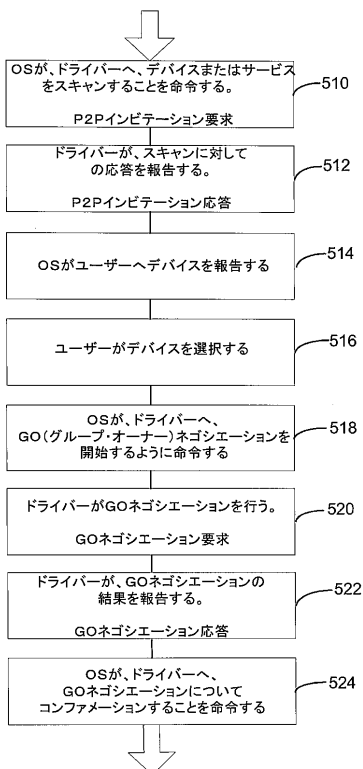 OSが、ドライバーへ、デバイスまたはサービス
をスキャンすることを命令する。
P2Pインビテーション要求
510
ドライバーが、スキャンに対して
の応答を報告する。
P2Pインビテーション応答
512
OSがユーザーへデバイスを報告する
514
ユーザーがデバイスを選択する
516
OSが、ドライバーへ、
GO(グループ・オーナー)ネゴシエーションを
開始するように命令する
518
ドライバーがGOネゴシエーションを行う。
GOネゴシエーション要求
520
ドライバーが、GOネゴシエーションの
結果を報告する。
GOネゴシエーション応答
522
OSが、ドライバーへ、
GOネゴシエーションについて
コンファメーションすることを命令する
524